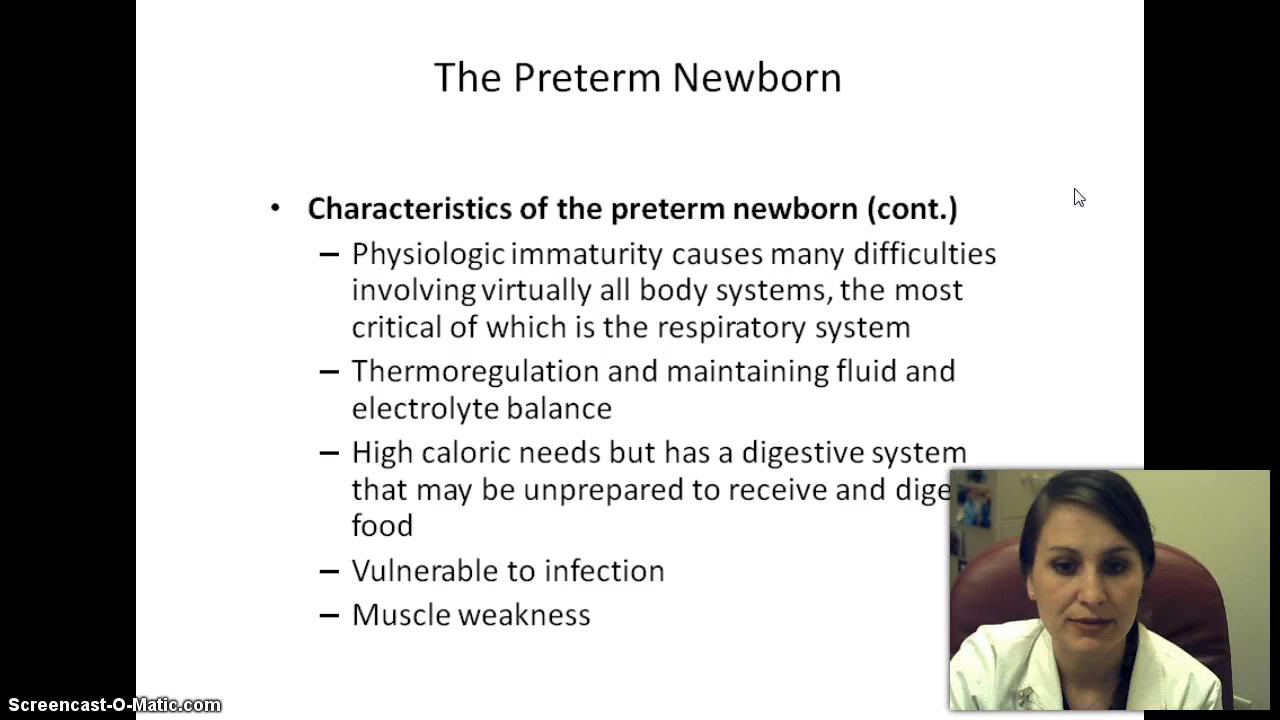 The Preterm Newborn
• Characteristics of the preterm newborn (cont.)
– Physiologic immaturity causes many difficulties
involving virtually all body systems, the most
critical of which is the respiratory system
– Thermoregulation and maintaining fluid and
electrolyte balance
– High caloric needs but has a digestive system
that may be unprepared to receive and dige
food
– Vulnerable to infection
– Muscle weakness
Screencast-O-Matic.com